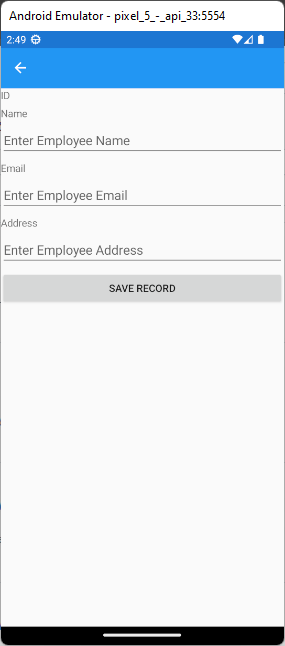 Android Emulator - pixel_5_-_api_33:5554
2:49
ID
Name
Enter Employee Name
Email
Enter Employee Email
Address
Enter Employee Address
SAVE RECORD